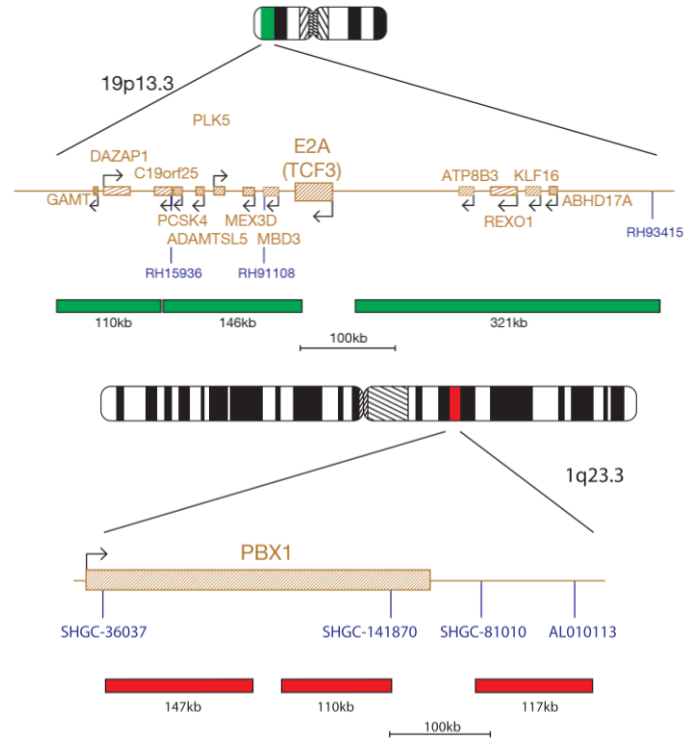 19p13.3
PLK5
E2A
(TCF3)
DAZAP1
C19orf25
ATP8B3
KLF16
GAMT
PCSK4
MEX3D
MBD3
REXO1
ABHD17A
ADAMTSL5
RH93415
RH15936
RH91108
110kb
146kb
321kb
100kb
1q23.3
PBX1
SHGC-36037
SHGC-141870
SHGC-81010
AL010113
147kb
110kb
117kb
100kb